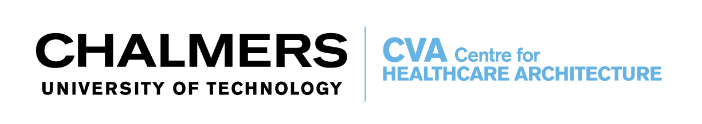 CHALMERS
UNIVERSITY OF TECHNOLOGY
CVA Centre for
HEALTHCARE ARCHITECTURE